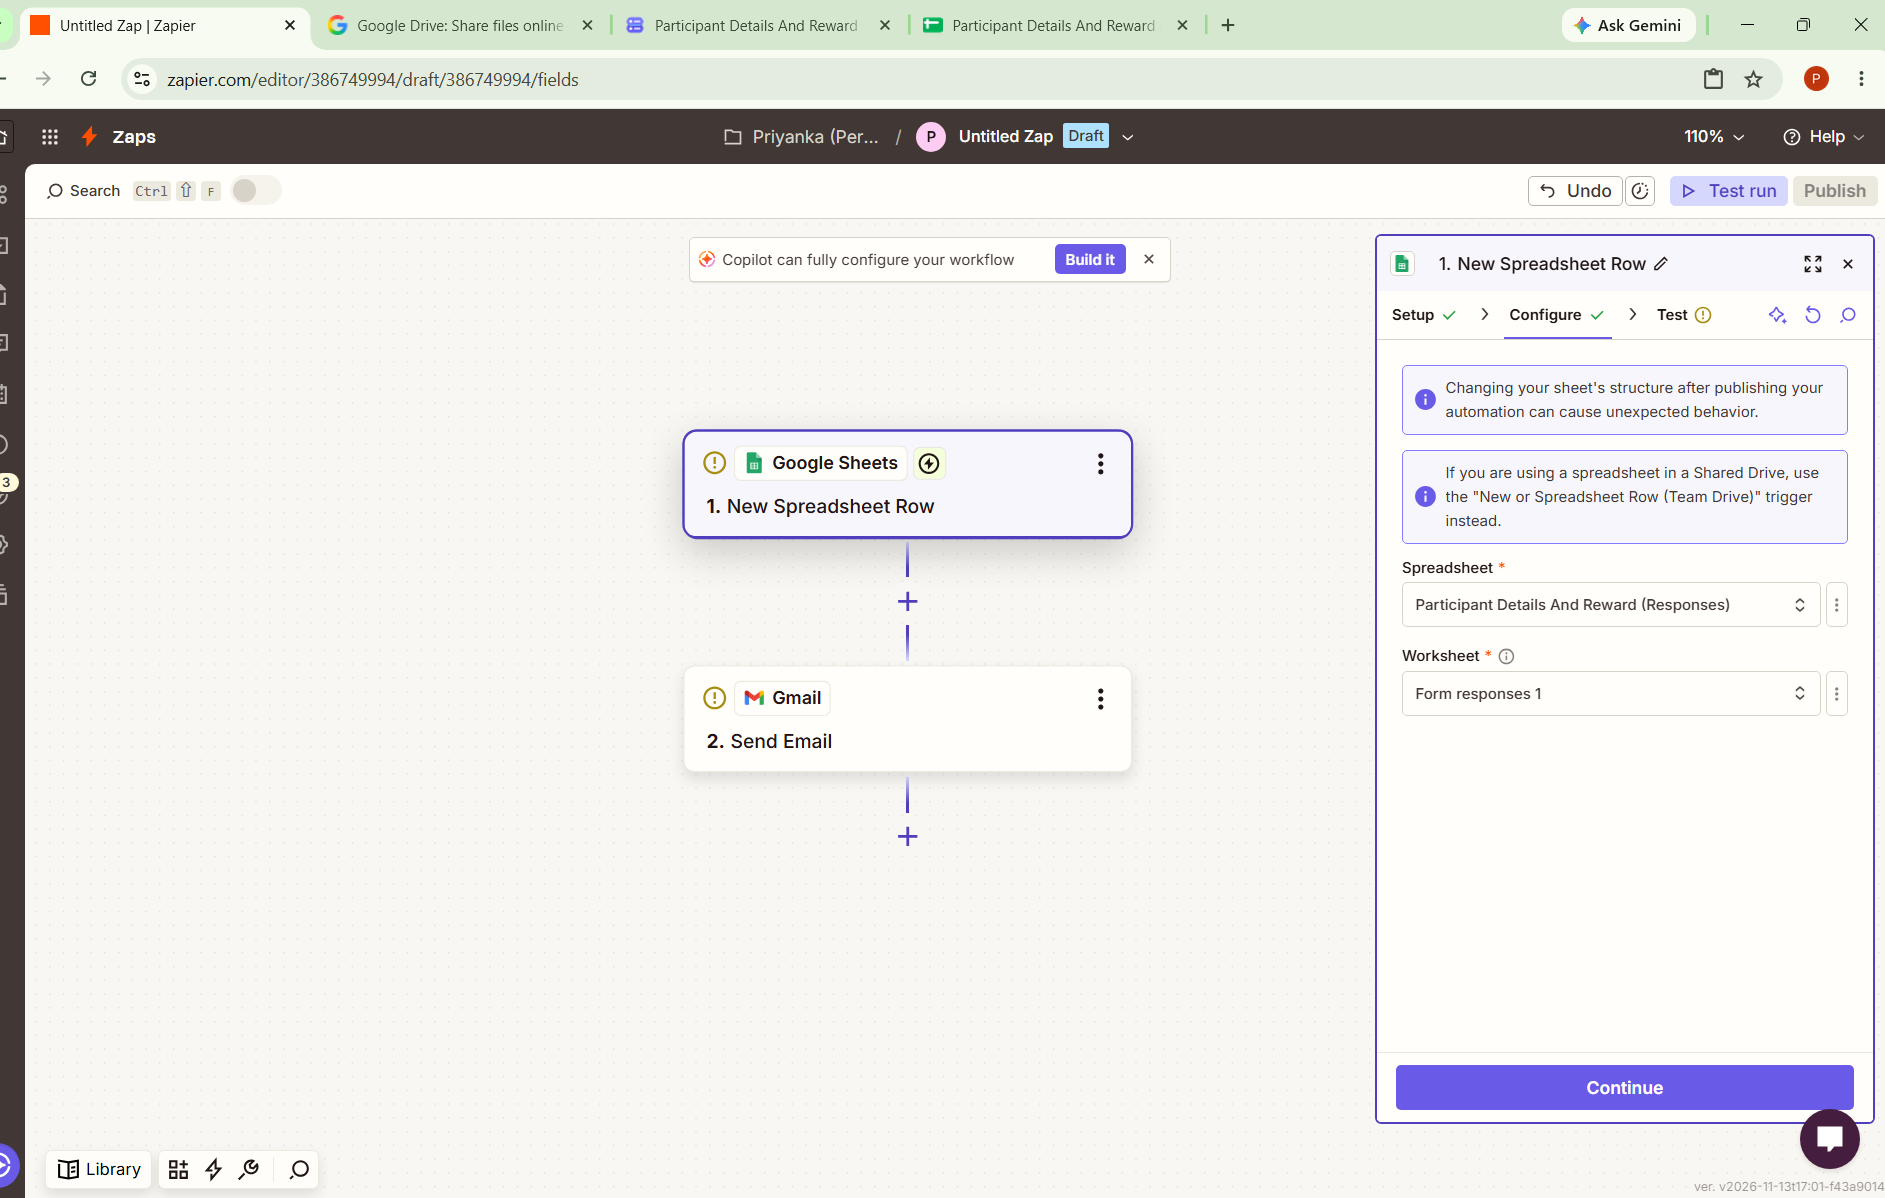 Untitled Zap | Zapier
Google Drive: Share files online
Participant Details And Reward
Participant Details And Reward
Ask Gemini
zapier.com/editor/386749994/draft/386749994/fields
P
Zaps
Priyanka (Per... / P Untitled Zap Draft
110%
Help
Search Ctrl ⇧ F
Undo
Test run
Publish
Copilot can fully configure your workflow
Build it
Google Sheets
1. New Spreadsheet Row
Gmail
2. Send Email
1. New Spreadsheet Row
Setup
Configure
Test
Changing your sheet's structure after publishing your
automation can cause unexpected behavior.
If you are using a spreadsheet in a Shared Drive, use
the "New or Spreadsheet Row (Team Drive)" trigger
instead.
Spreadsheet *
Participant Details And Reward (Responses)
Worksheet *
Form responses 1
Continue
3
Library
ver. v2026-11-13t17:01-f43a9014